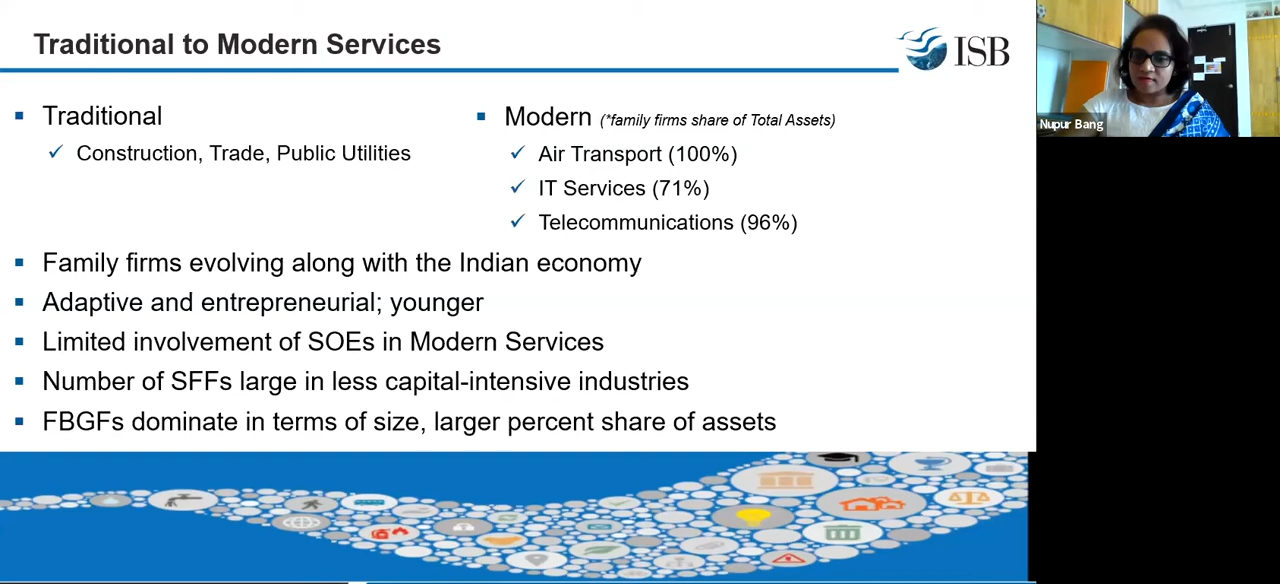 Traditional to Modern Services
ISB
Traditional
Construction, Trade, Public Utilities
Modern (*family firms share of Total Assets)
Air Transport (100%)
IT Services (71%)
Telecommunications (96%)
Family firms evolving along with the Indian economy
Adaptive and entrepreneurial; younger
Limited involvement of SOEs in Modern Services
Number of SFFs large in less capital-intensive industries
FBGFs dominate in terms of size, larger percent share of assets
Nupur Bang